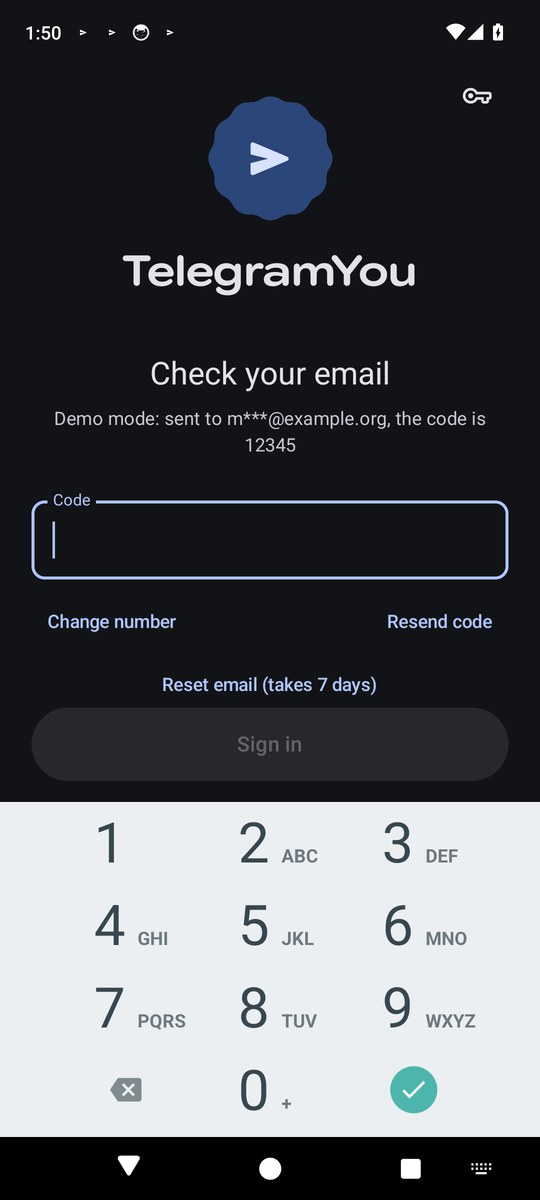 1:50
TelegramYou
Check your email
Demo mode: sent to m***@example.org, the code is
12345
Code
Change number
Resend code
Reset email (takes 7 days)
Sign in
1
2 ABC
3 DEF
4 GHI
5 JKL
6 MNO
7 PQRS
8 TUV
9 WXYZ
0 +